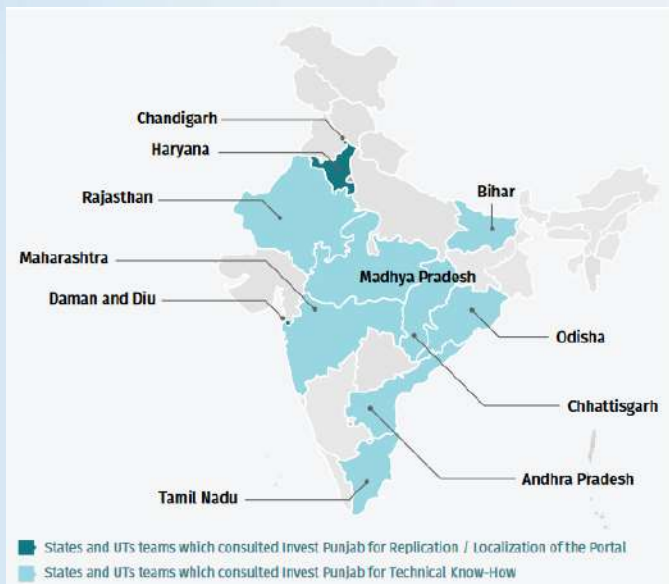 Chandigarh
Haryana
Rajasthan
Bihar
Maharashtra
Madhya Pradesh
Daman and Diu
Odisha
Chhattisgarh
Andhra Pradesh
Tamil Nadu
States and UTs teams which consulted Invest Punjab for Replication / Localization of the Portal
States and UTs teams which consulted Invest Punjab for Technical Know-How